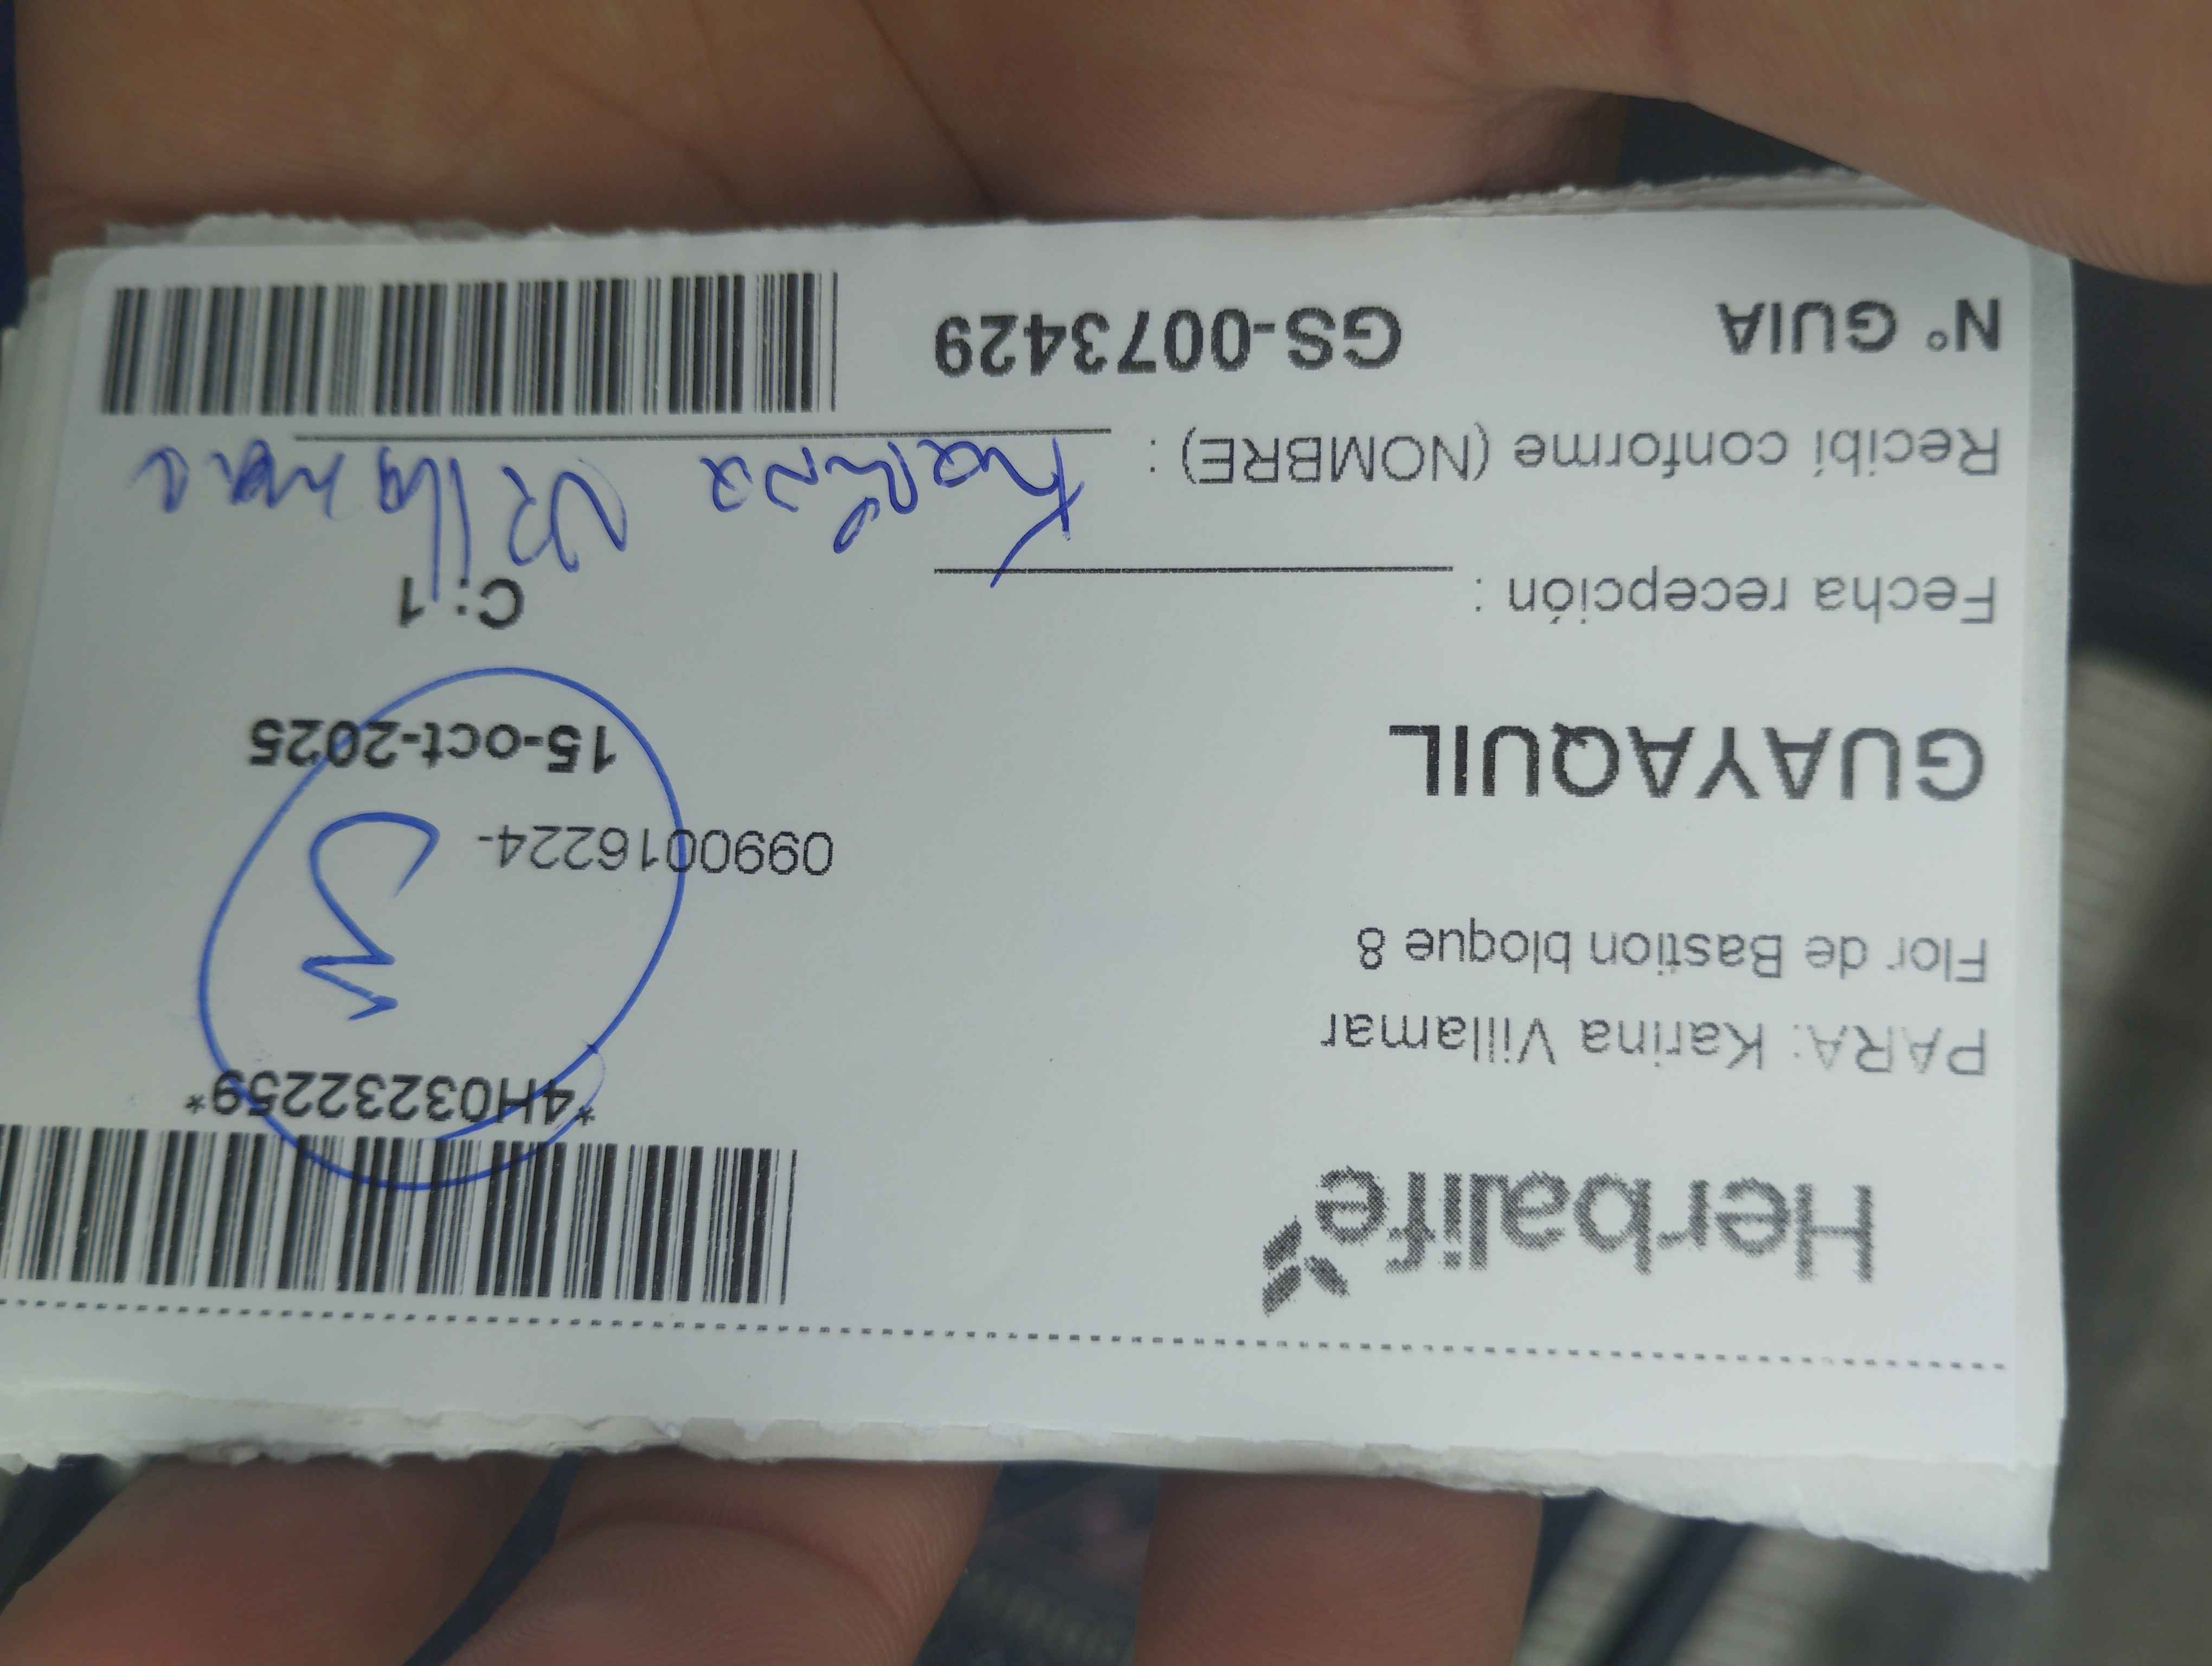 Herbalife
*4H03232259*
PARA: Karina Villamar
Flor de Bastion bloque 8
0990016224-
GUAYAQUIL
15-oct-2025
Fecha recepción :
C: 1
Recibí conforme (NOMBRE) : Karina Villamar
N° GUIA GS-0073429